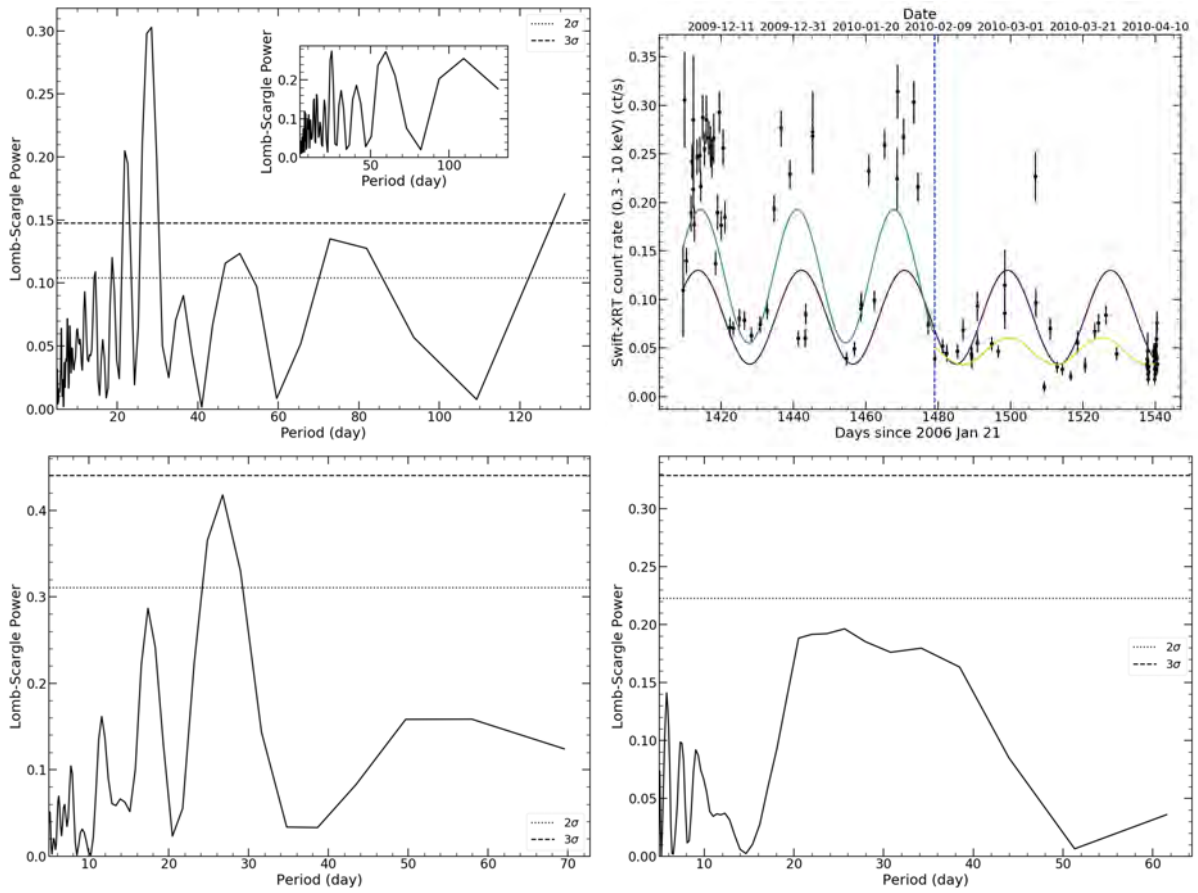 0.30
0.25
0.20
0.15
0.10
0.05
0.00
Lomb-Scargle Power
20 40 60 80 100 120
Period (day)
2σ
3σ
0.2
0.1
0.0
Lomb-Scargle Power
50 100
Period (day)
Date
2009-12-11 2009-12-31 2010-01-20 2010-02-09 2010-03-01 2010-03-21 2010-04-10
0.35
0.30
0.25
0.20
0.15
0.10
0.05
0.00
Swift-XRT count rate (0.3 - 10 keV) (ct/s)
1420 1440 1460 1480 1500 1520 1540
Days since 2006 Jan 21
0.4
0.3
0.2
0.1
0.0
Lomb-Scargle Power
10 20 30 40 50 60 70
Period (day)
2σ
3σ
0.30
0.25
0.20
0.15
0.10
0.05
0.00
Lomb-Scargle Power
10 20 30 40 50 60
Period (day)
2σ
3σ